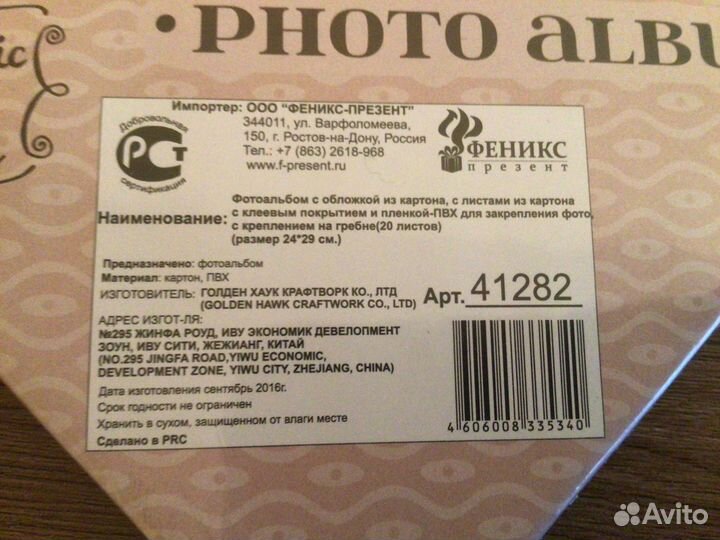 •PHOTO ALBU
ic
Добровольная
РСТ
сертификация
Импортер: ООО "ФЕНИКС-ПРЕЗЕНТ"
344011, ул. Варфоломеева,
150, г. Ростов-на-Дону, Россия
Тел.: +7 (863) 2618-968
www.f-present.ru
ФЕНИКС
презент
Наименование:
Фотоальбом с обложкой из картона, с листами из картона
с клеевым покрытием и пленкой-ПВХ для закрепления фото,
с креплением на гребне(20 листов)
(размер 24*29 см.)
Предназначено: фотоальбом
Материал: картон, ПВХ
ИЗГОТОВИТЕЛЬ: ГОЛДЕН ХАУК КРАФТВОРК КО., ЛТД
(GOLDEN HAWK CRAFTWORK CO., LTD)
Арт. 41282
АДРЕС ИЗГОТ-ЛЯ:
№295 ЖИНФА РОУД, ИВУ ЭКОНОМИК ДЕВЕЛОПМЕНТ
ЗОУН, ИВУ СИТИ, ЖЕЖИАНГ, КИТАЙ
(NO.295 JINGFA ROAD,YIWU ECONOMIC,
DEVELOPMENT ZONE, YIWU CITY, ZHEJIANG, CHINA)
Дата изготовления сентябрь 2016г.
Срок годности не ограничен
Хранить в сухом, защищенном от влаги месте
Сделано в PRC
4 606008 335340
Avito